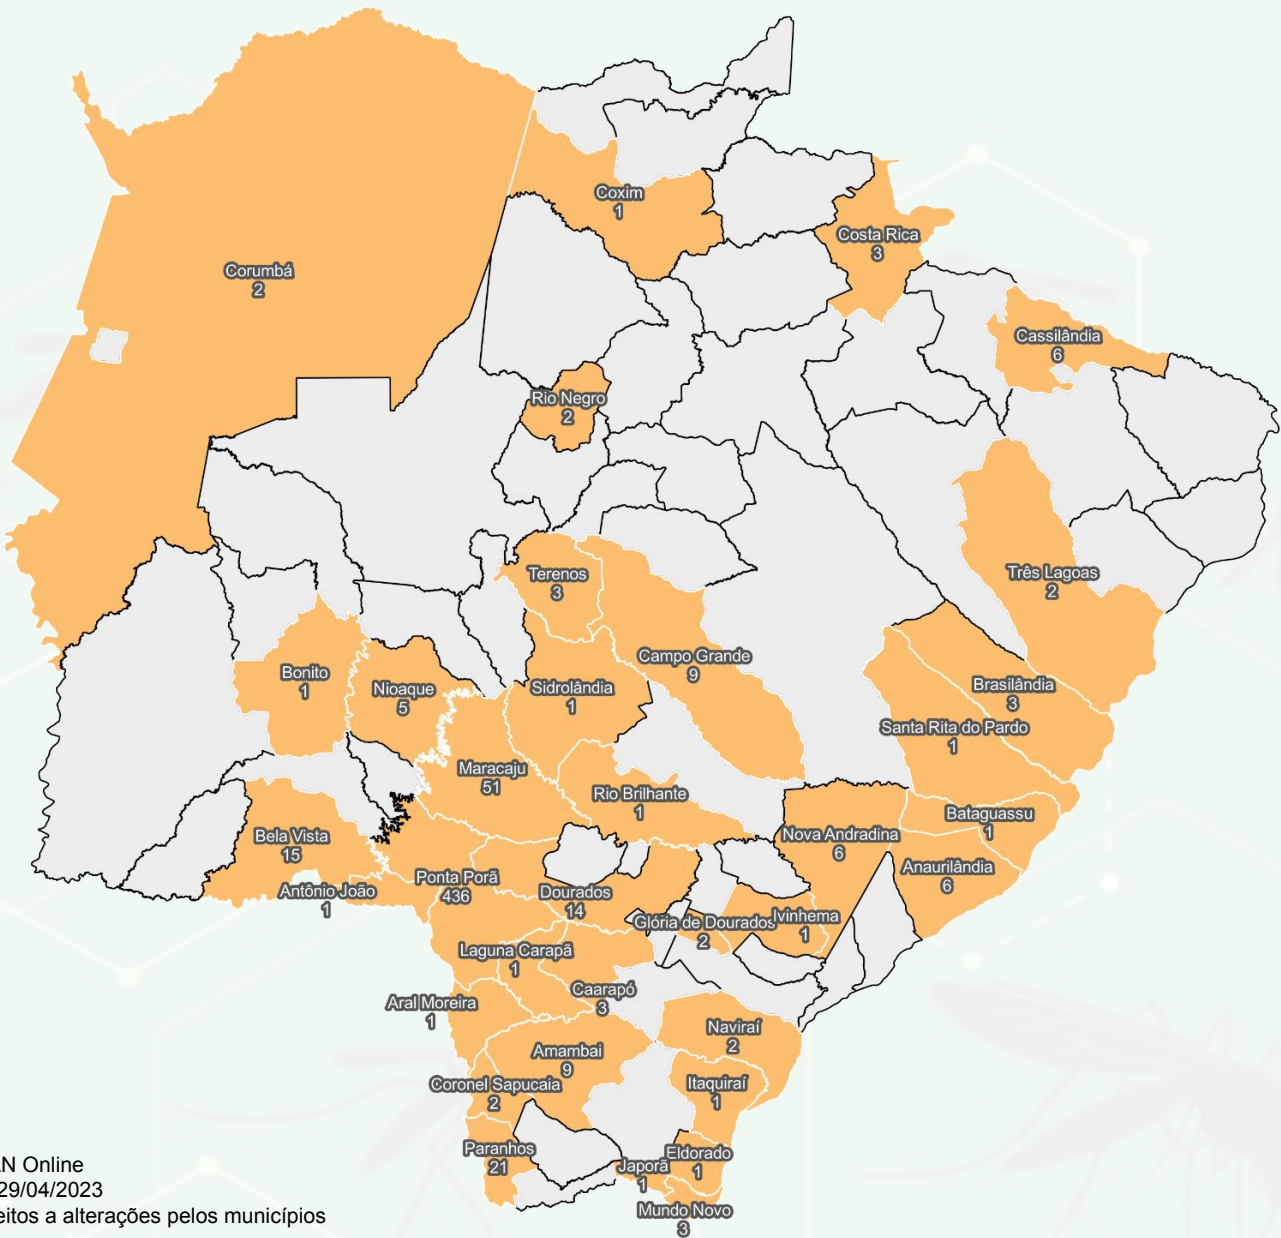 Coxim
1
Costa Rica
3
Corumbá
2
Cassilândia
6
Rio Negro
2
Terenos
3
Três Lagoas
2
Campo Grande
9
Bonito
1
Nioaque
5
Sidrolândia
1
Brasilândia
3
Santa Rita do Pardo
1
Maracaju
51
Rio Brilhante
1
Bataguassu
1
Bela Vista
15
Nova Andradina
6
Anaurilândia
6
Antônio João
1
Ponta Porã
436
Dourados
14
Glória de Dourados
2
Ivinhema
1
Laguna Carapã
1
Caarapó
3
Aral Moreira
1
Naviraí
2
Amambai
9
Coronel Sapucaia
2
Itaquiraí
1
Paranhos
21
Eldorado
1
Japorã
1
Mundo Novo
3
Online
29/04/2023
a alterações pelos municípios